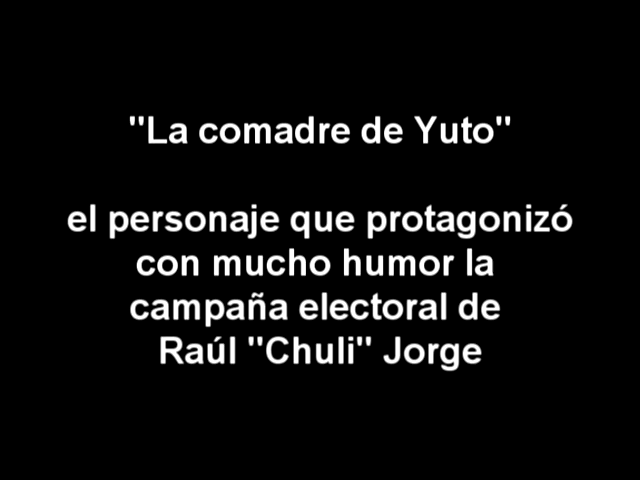 "La comadre de Yuto"
el personaje que protagonizó
con mucho humor la
campaña electoral de
Raúl "Chuli" Jorge